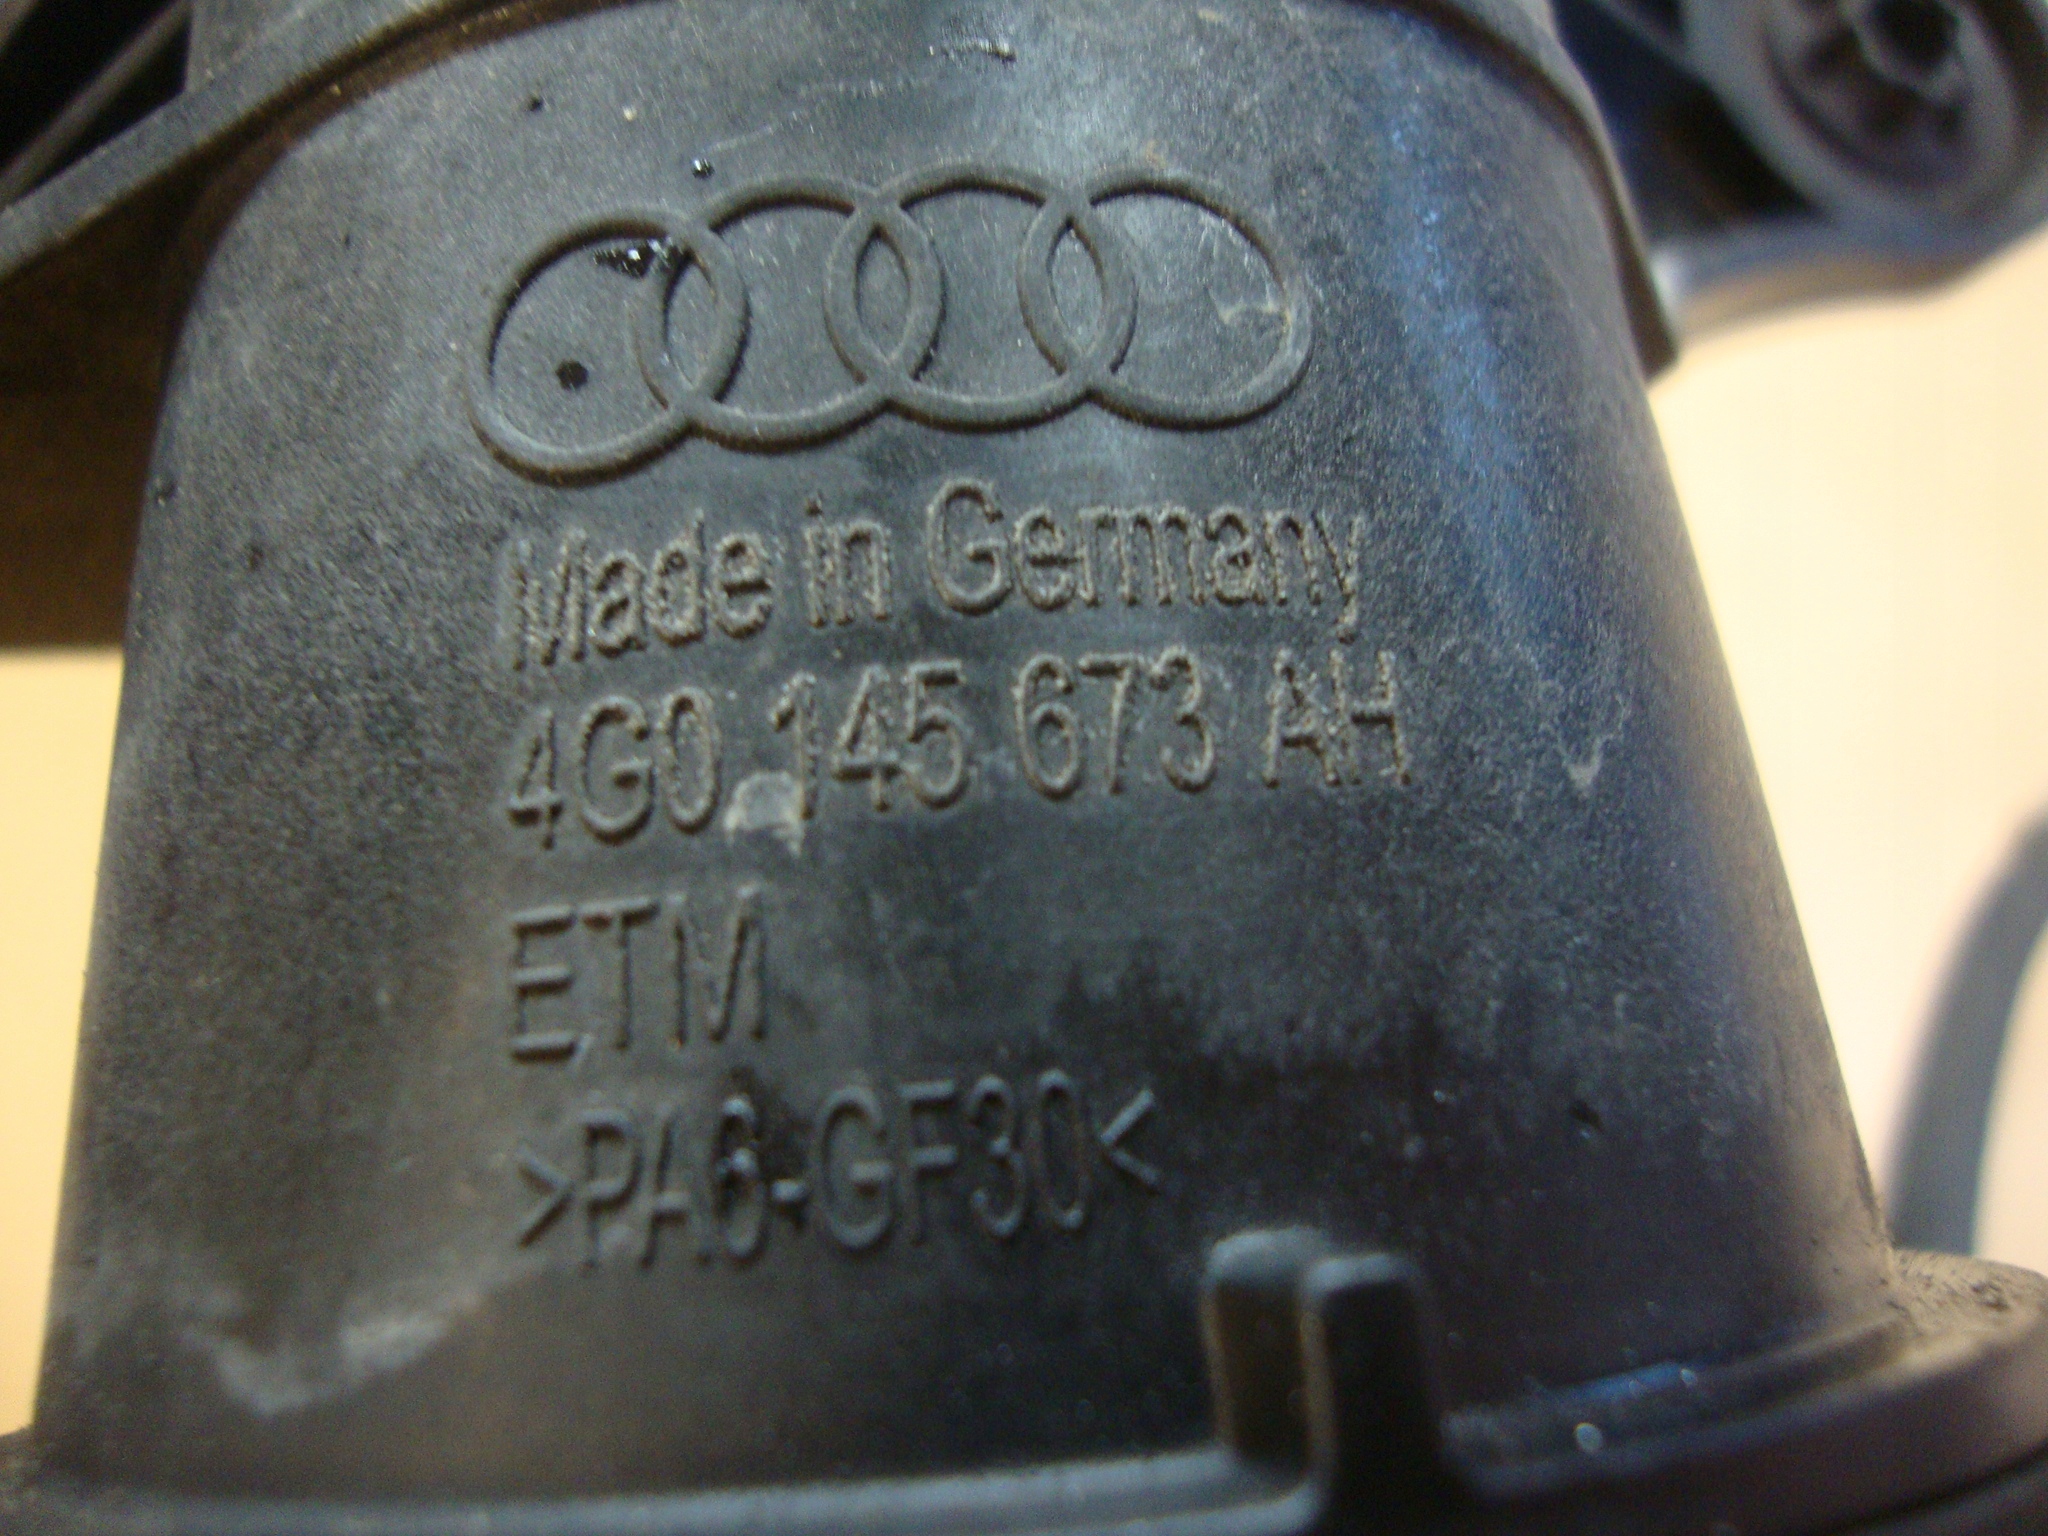 Made in Germany
4G0 145 673 AH
ETM
>PA6-GF30<